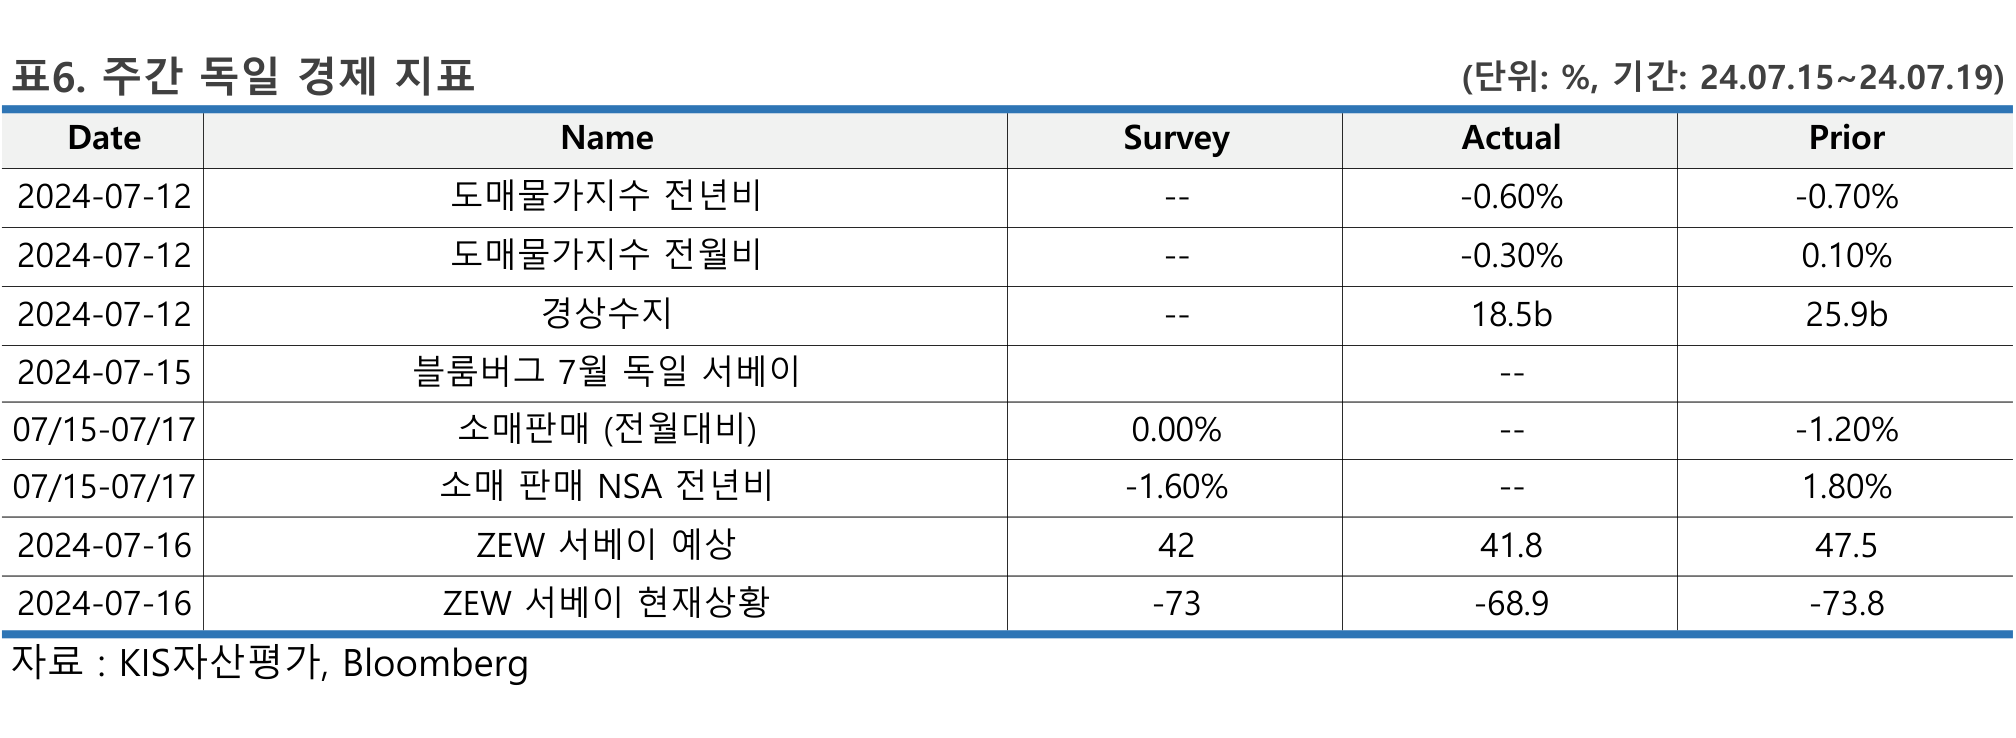 표6. 주간 독일 경제 지표 (단위: %, 기간: 24.07.15~24.07.19)
Date Name Survey Actual Prior
2024-07-12 도매물가지수 전년비 -- -0.60% -0.70%
2024-07-12 도매물가지수 전월비 -- -0.30% 0.10%
2024-07-12 경상수지 -- 18.5b 25.9b
2024-07-15 블룸버그 7월 독일 서베이 --
07/15-07/17 소매판매 (전월대비) 0.00% -- -1.20%
07/15-07/17 소매 판매 NSA 전년비 -1.60% -- 1.80%
2024-07-16 ZEW 서베이 예상 42 41.8 47.5
2024-07-16 ZEW 서베이 현재상황 -73 -68.9 -73.8
자료 : KIS자산평가, Bloomberg